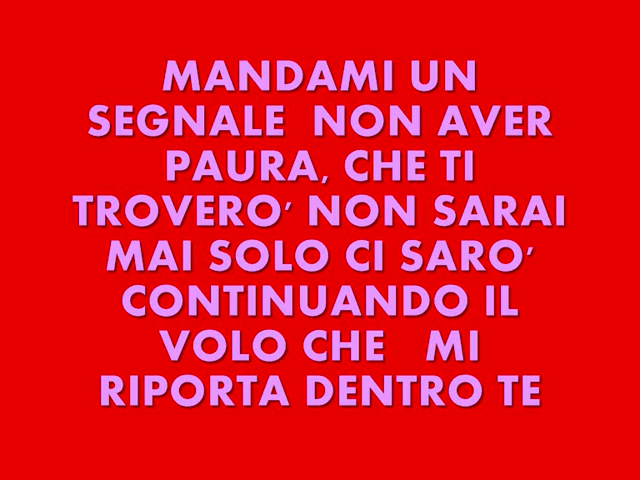 MANDAMI UN
SEGNALE  NON AVER
PAURA, CHE TI
TROVERO' NON SARAI
MAI SOLO CI SARO'
CONTINUANDO IL
VOLO CHE   MI
RIPORTA DENTRO TE